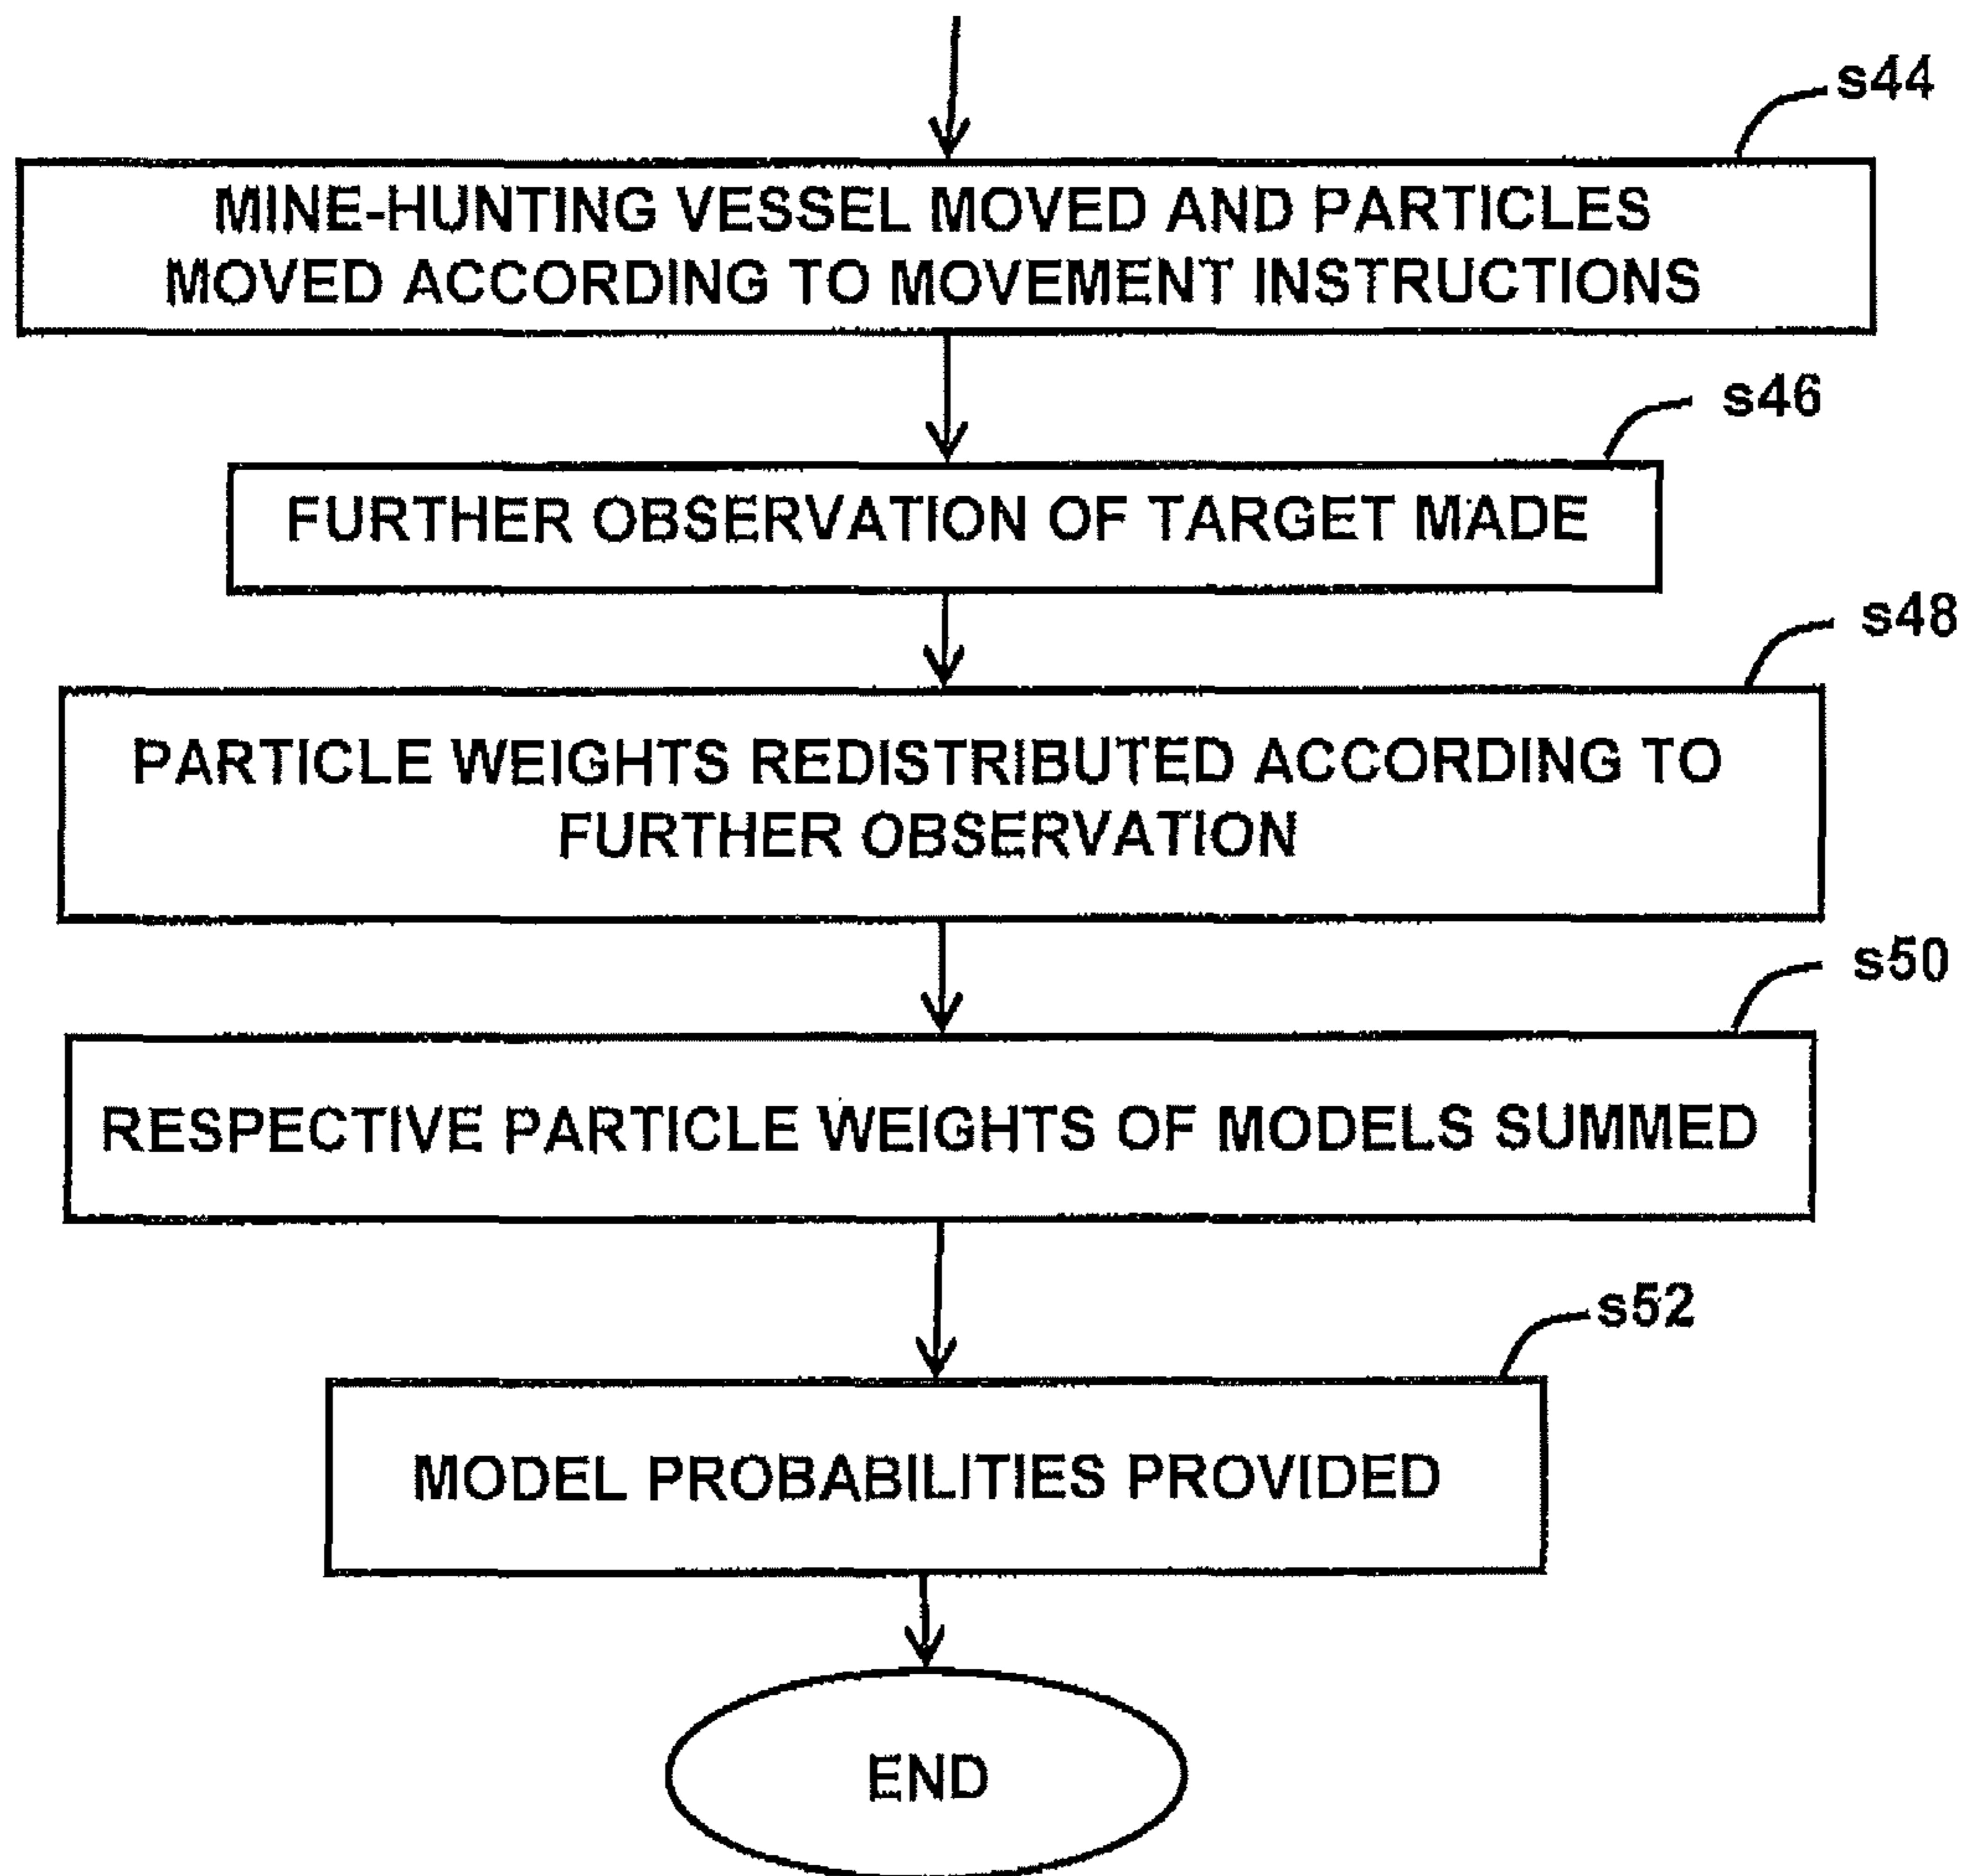 s44
MINE-HUNTING VESSEL MOVED AND PARTICLES
MOVED ACCORDING TO MOVEMENT INSTRUCTIONS
s46
FURTHER OBSERVATION OF TARGET MADE
s48
PARTICLE WEIGHTS REDISTRIBUTED ACCORDING TO
FURTHER OBSERVATION
s50
RESPECTIVE PARTICLE WEIGHTS OF MODELS SUMMED
s52
MODEL PROBABILITIES PROVIDED
END